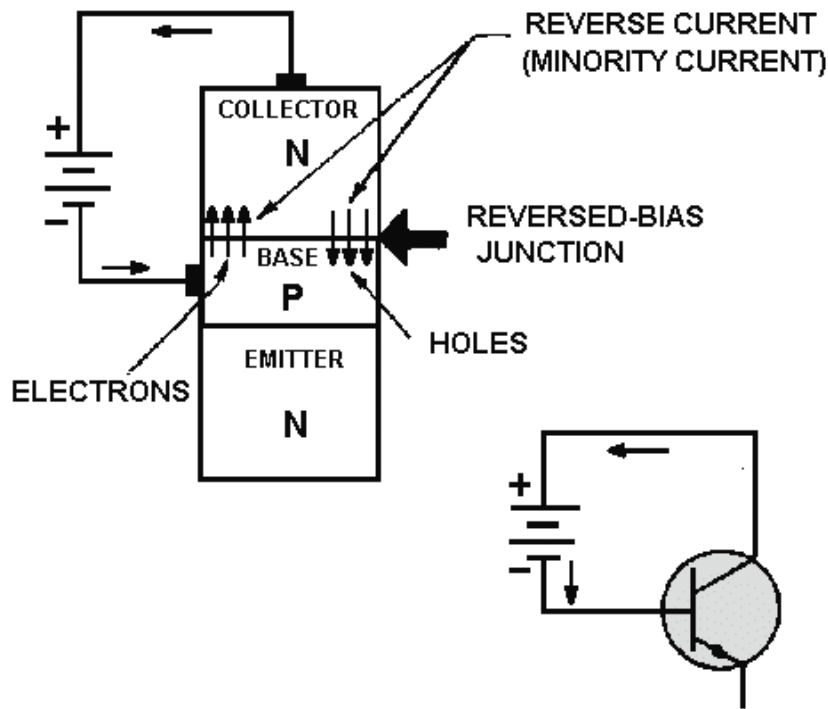 REVERSE CURRENT
(MINORITY CURRENT)
COLLECTOR
N
+
-
REVERSED-BIAS
JUNCTION
BASE
P
HOLES
ELECTRONS
EMITTER
N
+
-